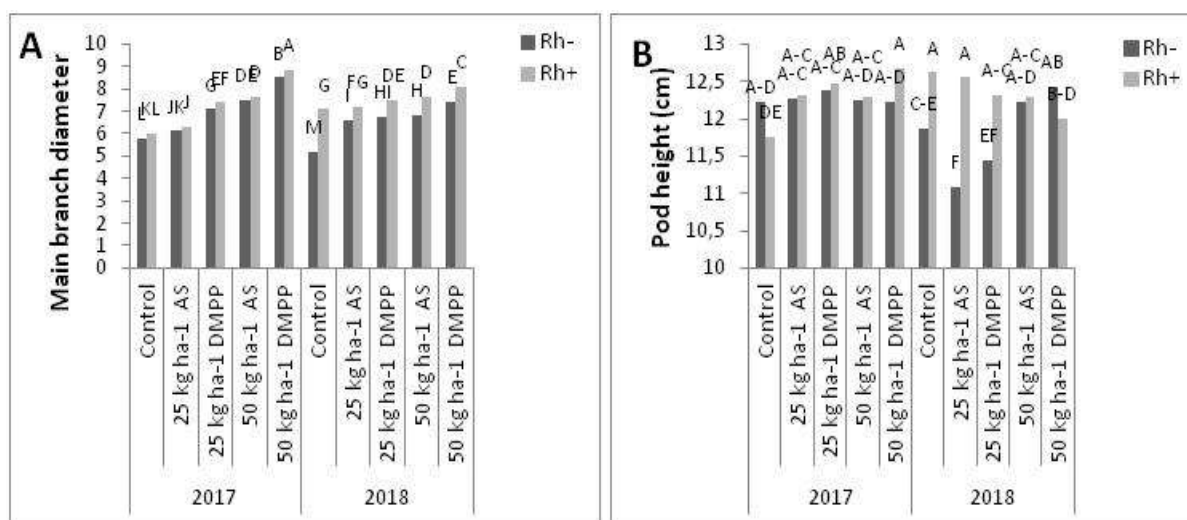 A
Main branch diameter
10
9
8
7
6
5
4
3
2
1
0
L KL JK J G EF DE D B A M G I FG HI DE H D E C
Rh-
Rh+
Control
25 kg ha-1 AS
25 kg ha-1 DMPP
50 kg ha-1 AS
50 kg ha-1 DMPP
Control
25 kg ha-1 AS
25 kg ha-1 DMPP
50 kg ha-1 AS
50 kg ha-1 DMPP
2017 2018
B
Pod height (cm)
13
12,5
12
11,5
11
10,5
10
A-D DE A-C A-C A-C AB A-D A-C A-D A C-E A F A EF A-C A-D A-C AB B-D
Rh-
Rh+
Control
25 kg ha-1 AS
25 kg ha-1 DMPP
50 kg ha-1 AS
50 kg ha-1 DMPP
Control
25 kg ha-1 AS
25 kg ha-1 DMPP
50 kg ha-1 AS
50 kg ha-1 DMPP
2017 2018